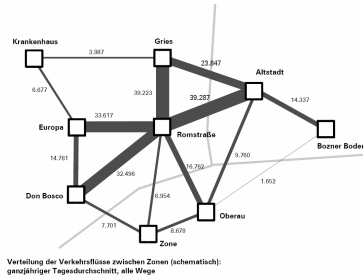 Krankenhaus
Gries
3.987
23.847
Altstadt
6.677
39.223
39.287
14.337
Europa
33.617
Romstraße
Bozner Boden
14.781
32.496
16.762
9.760
1.652
Don Bosco
6.954
7.701
8.678
Oberau
Zone
Verteilung der Verkehrsflüsse zwischen Zonen (schematisch):
ganzjähriger Tagesdurchschnitt, alle Wege